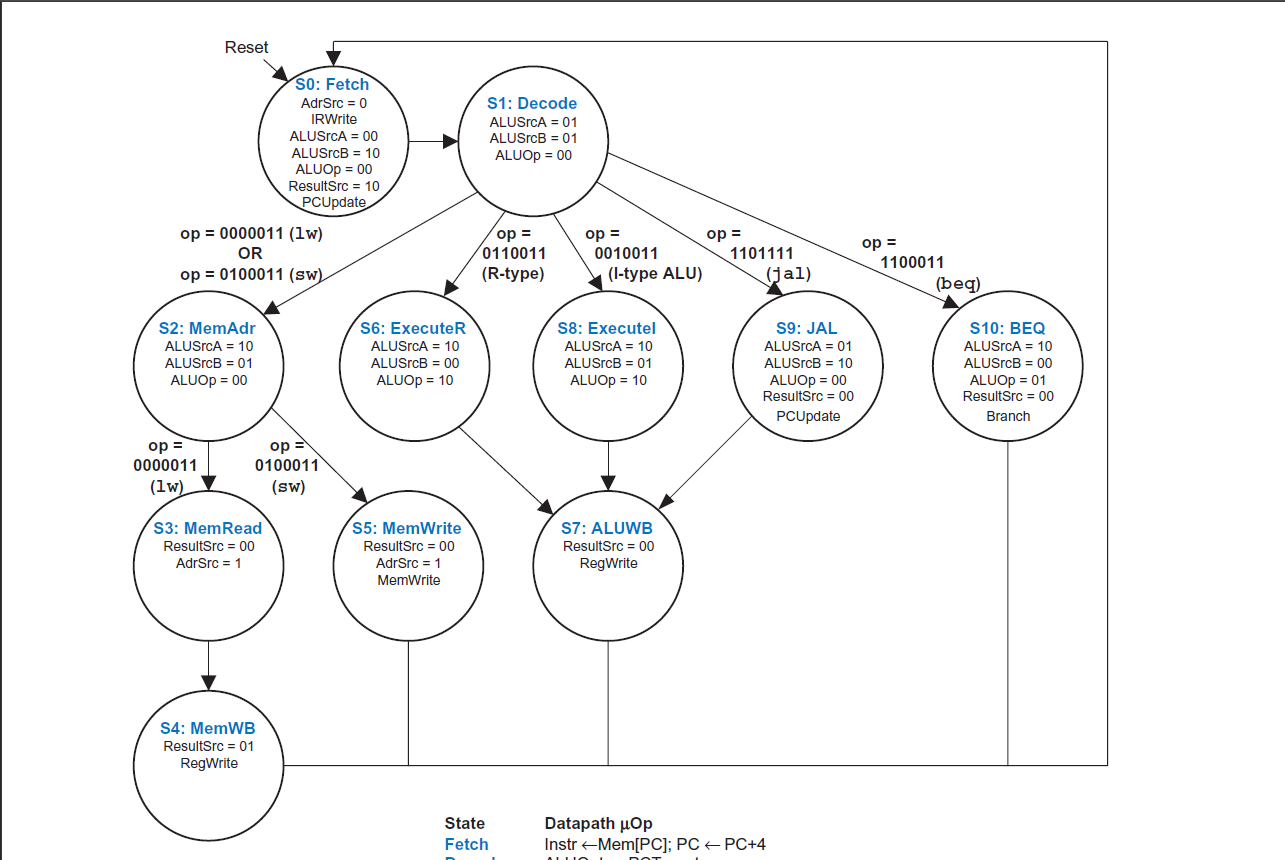 Reset
S0: Fetch
AdrSrc = 0
IRWrite
ALUSrcA = 00
ALUSrcB = 10
ALUOp = 00
ResultSrc = 10
PCUpdate
S1: Decode
ALUSrcA = 01
ALUSrcB = 01
ALUOp = 00
op = 0000011 (lw)
OR
op = 0100011 (sw)
op =
0110011
(R-type)
op =
0010011
(I-type ALU)
op =
1101111
(jal)
op =
1100011
(beq)
S2: MemAdr
ALUSrcA = 10
ALUSrcB = 01
ALUOp = 00
S6: ExecuteR
ALUSrcA = 10
ALUSrcB = 00
ALUOp = 10
S8: ExecuteI
ALUSrcA = 10
ALUSrcB = 01
ALUOp = 10
S9: JAL
ALUSrcA = 01
ALUSrcB = 10
ALUOp = 00
ResultSrc = 00
PCUpdate
S10: BEQ
ALUSrcA = 10
ALUSrcB = 00
ALUOp = 01
ResultSrc = 00
Branch
op =
0000011
(lw)
op =
0100011
(sw)
S3: MemRead
ResultSrc = 00
AdrSrc = 1
S5: MemWrite
ResultSrc = 00
AdrSrc = 1
MemWrite
S7: ALUWB
ResultSrc = 00
RegWrite
S4: MemWB
ResultSrc = 01
RegWrite
State Datapath μOp
Fetch Instr ←Mem[PC]; PC ← PC+4